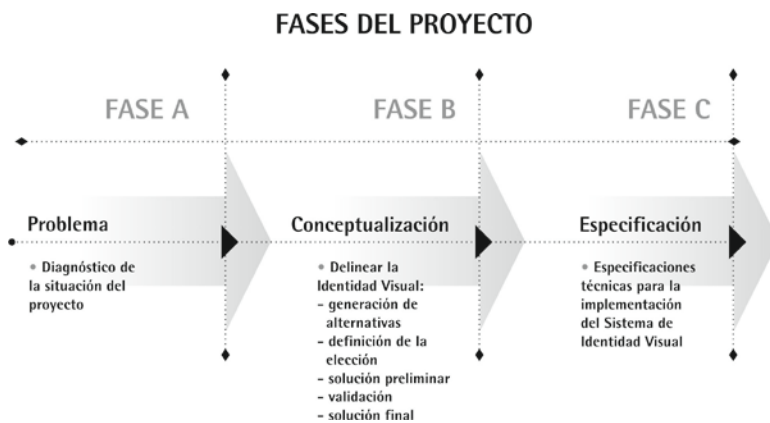 FASES DEL PROYECTO
FASE A
FASE B
FASE C
Problema
• Diagnóstico de
la situación del
proyecto
Conceptualización
• Delinear la
Identidad Visual:
- generación de
alternativas
- definición de la
elección
- solución preliminar
- validación
- solución final
Especificación
• Especificaciones
técnicas para la
implementación
del Sistema de
Identidad Visual